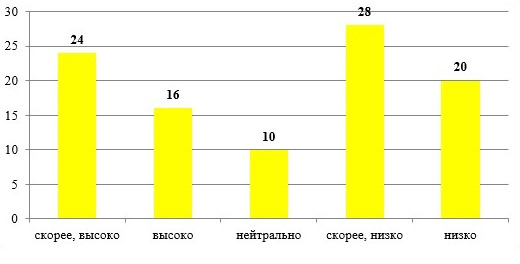 30
25
20
15
10
5
0
24
16
10
28
20
скорее, высоко
высоко
нейтрально
скорее, низко
низко